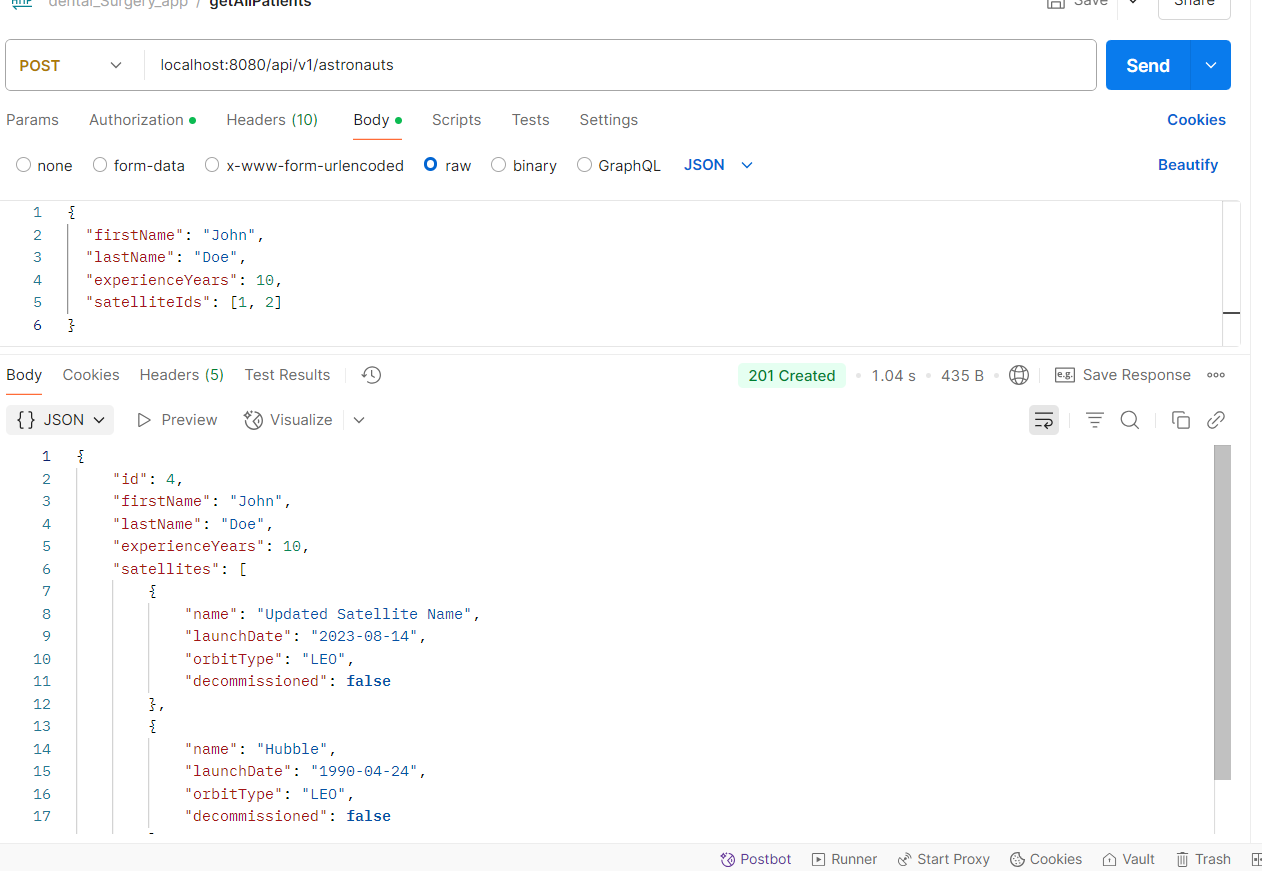 HTTP dental_Surgery_app / getAllPatients Save Share
POST localhost:8080/api/v1/astronauts Send
Params Authorization Headers (10) Body Scripts Tests Settings Cookies
none form-data x-www-form-urlencoded raw binary GraphQL JSON Beautify
1 {
2 "firstName": "John",
3 "lastName": "Doe",
4 "experienceYears": 10,
5 "satelliteIds": [1, 2]
6 }
Body Cookies Headers (5) Test Results 201 Created 1.04 s 435 B e.g. Save Response
{} JSON Preview Visualize
1 {
2 "id": 4,
3 "firstName": "John",
4 "lastName": "Doe",
5 "experienceYears": 10,
6 "satellites": [
7 {
8 "name": "Updated Satellite Name",
9 "launchDate": "2023-08-14",
10 "orbitType": "LEO",
11 "decommissioned": false
12 },
13 {
14 "name": "Hubble",
15 "launchDate": "1990-04-24",
16 "orbitType": "LEO",
17 "decommissioned": false
Postbot Runner Start Proxy Cookies Vault Trash